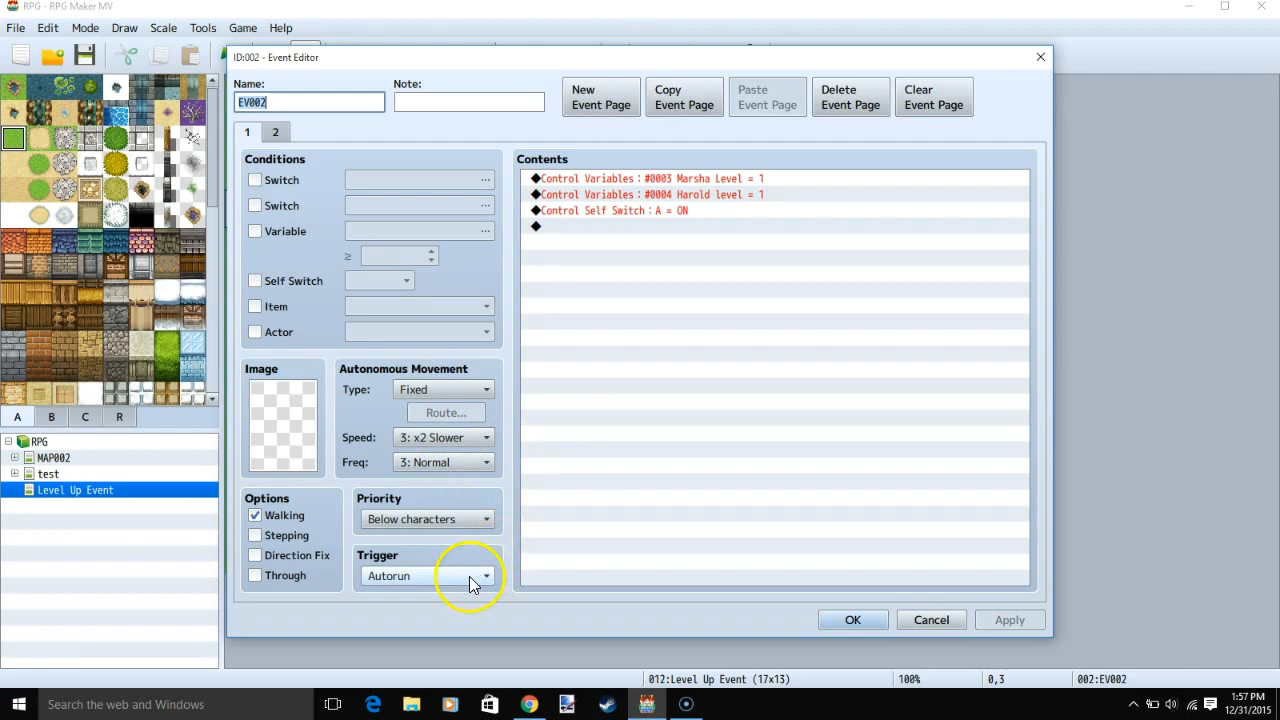 RPG - RPG Maker MV
File Edit Mode Draw Scale Tools Game Help
ID:002 - Event Editor
Name: Note:
EV002
New Event Page
Copy Event Page
Paste Event Page
Delete Event Page
Clear Event Page
1 2
Conditions
Switch ...
Switch ...
Variable ...
≥
Self Switch
Item
Actor
Image
Autonomous Movement
Type: Fixed
Route...
Speed: 3: x2 Slower
Freq: 3: Normal
Options
Walking
Stepping
Direction Fix
Through
Priority
Below characters
Trigger
Autorun
Contents
◆Control Variables：#0003 Marsha Level = 1
◆Control Variables：#0004 Harold level = 1
◆Control Self Switch：A = ON
◆
OK Cancel Apply
A B C R
RPG
MAP002
test
Level Up Event
012:Level Up Event (17x13) 100% 0,3 002:EV002
Search the web and Windows
1:57 PM
12/31/2015